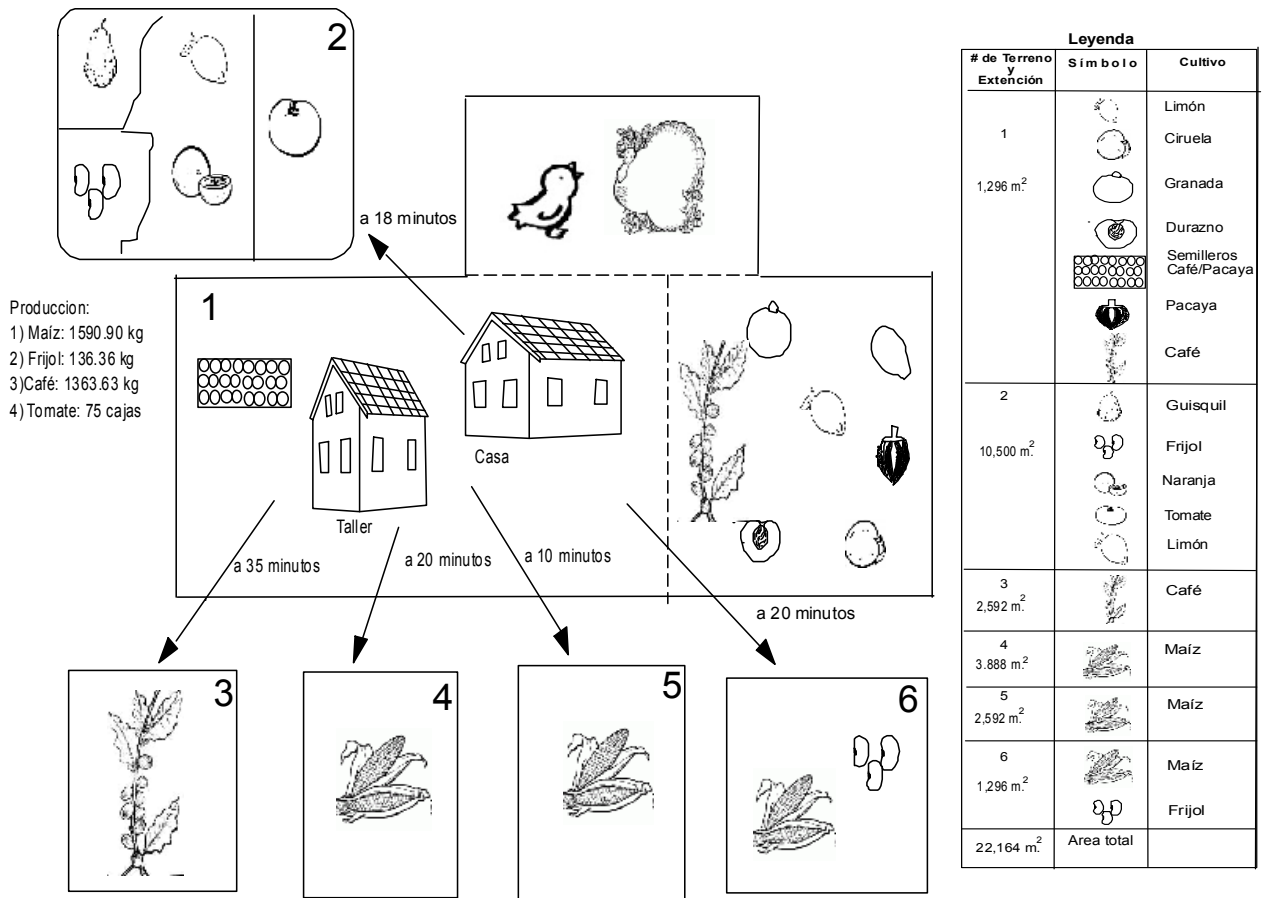 2
a 18 minutos
Produccion:
1) Maíz: 1590.90 kg
2) Frijol: 136.36 kg
3)Café: 1363.63 kg
4) Tomate: 75 cajas
1
Casa
Taller
a 35 minutos
a 20 minutos
a 10 minutos
a 20 minutos
3
4
5
6
Leyenda
# de Terreno
y
Extención
Símbolo
Cultivo
1
1,296 m.²
Limón
Ciruela
Granada
Durazno
Semilleros
Café/Pacaya
Pacaya
Café
2
10,500 m.²
Guisquil
Frijol
Naranja
Tomate
Limón
3
2,592 m.²
Café
4
3.888 m.²
Maíz
5
2,592 m.²
Maíz
6
1,296 m.²
Maíz
Frijol
22,164 m.²
Area total